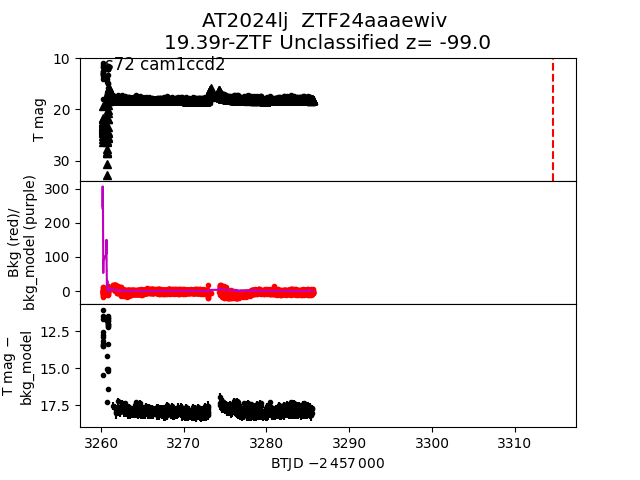 AT2024lj  ZTF24aaaewiv
19.39r-ZTF Unclassified z= -99.0
s72 cam1ccd2
10
20
30
T mag
300
200
100
0
Bkg (red)/
bkg_model (purple)
12.5
15.0
17.5
T mag −
bkg_model
3260 3270 3280 3290 3300 3310
BTJD −2 457 000